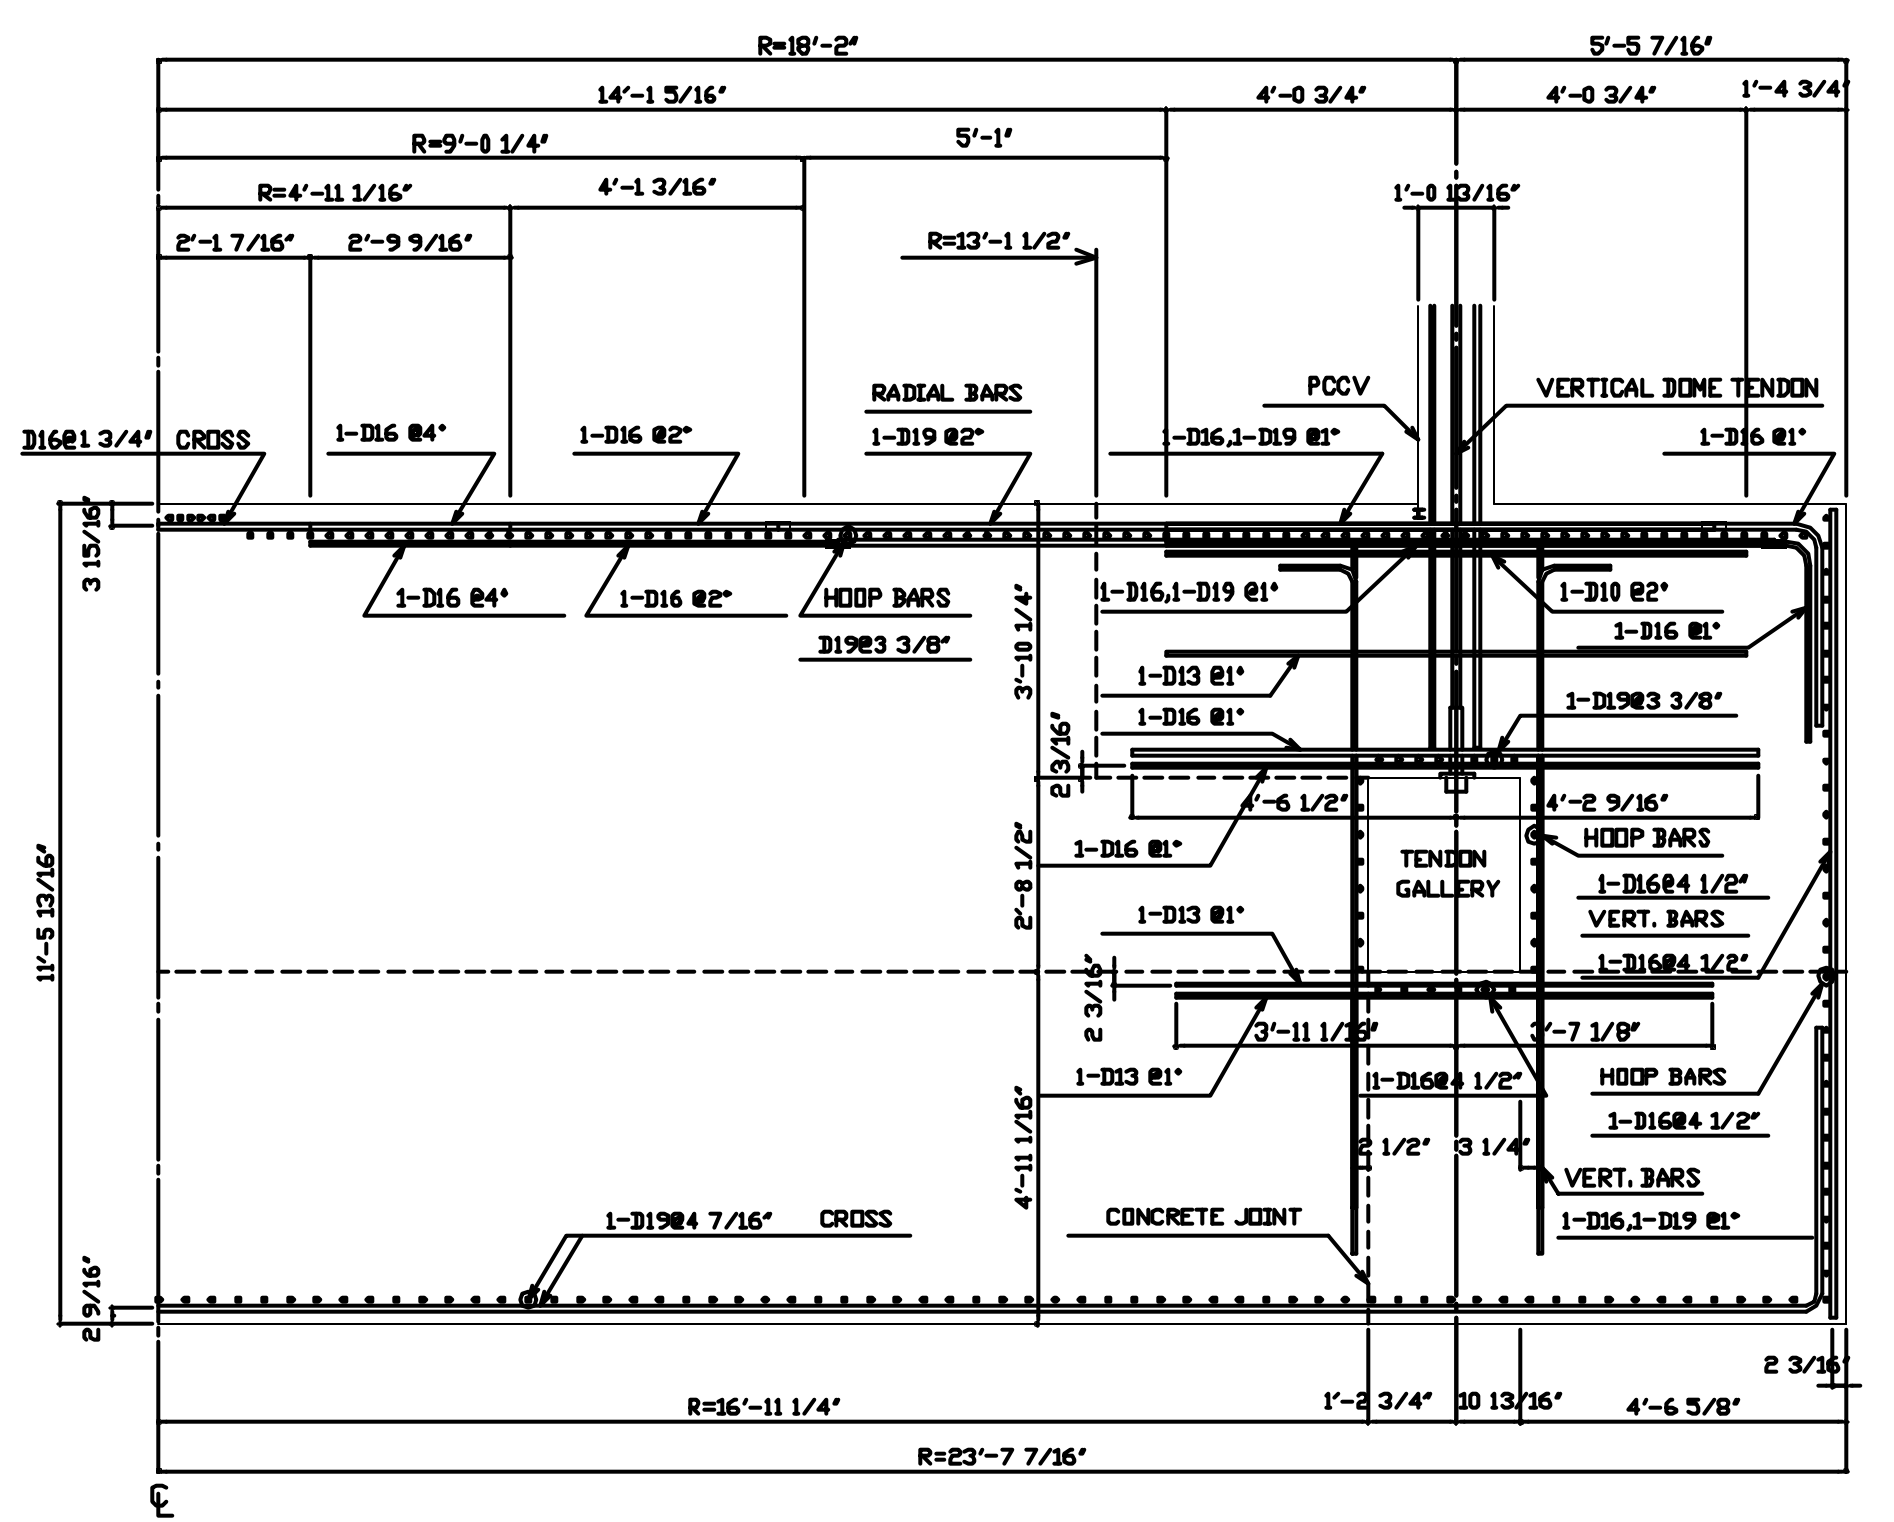 R=18'-2"
5'-5 7/16"
14'-1 5/16"
4'-0 3/4"
4'-0 3/4"
1'-4 3/4"
R=9'-0 1/4"
5'-1"
R=4'-11 1/16"
4'-1 3/16"
1'-0 13/16"
2'-1 7/16"
2'-9 9/16"
R=13'-1 1/2"
RADIAL BARS
PCCV
VERTICAL DOME TENDON
D16@1 3/4" CROSS
1-D16 @4°
1-D16 @2°
1-D19 @2°
1-D16,1-D19 @1°
1-D16 @1°
3 15/16"
1-D16 @4°
1-D16 @2°
HOOP BARS
D19@3 3/8"
3'-10 1/4"
1-D16,1-D19 @1°
1-D10 @2°
1-D16 @1°
1-D13 @1°
1-D19@3 3/8"
1-D16 @1°
2 3/16"
4'-6 1/2"
4'-2 9/16"
HOOP BARS
1-D16@4 1/2"
1-D16 @1°
2'-8 1/2"
TENDON
GALLERY
VERT. BARS
1-D16@4 1/2"
11'-5 13/16"
1-D13 @1°
2 3/16"
3'-11 1/16"
3'-7 1/8"
1-D13 @1°
1-D16@4 1/2"
HOOP BARS
1-D16@4 1/2"
4'-11 1/16"
2 1/2"
3 1/4"
VERT. BARS
1-D16,1-D19 @1°
1-D19@4 7/16" CROSS
CONCRETE JOINT
2 9/16"
2 3/16"
R=16'-11 1/4"
1'-2 3/4"
10 13/16"
4'-6 5/8"
R=23'-7 7/16"
℄